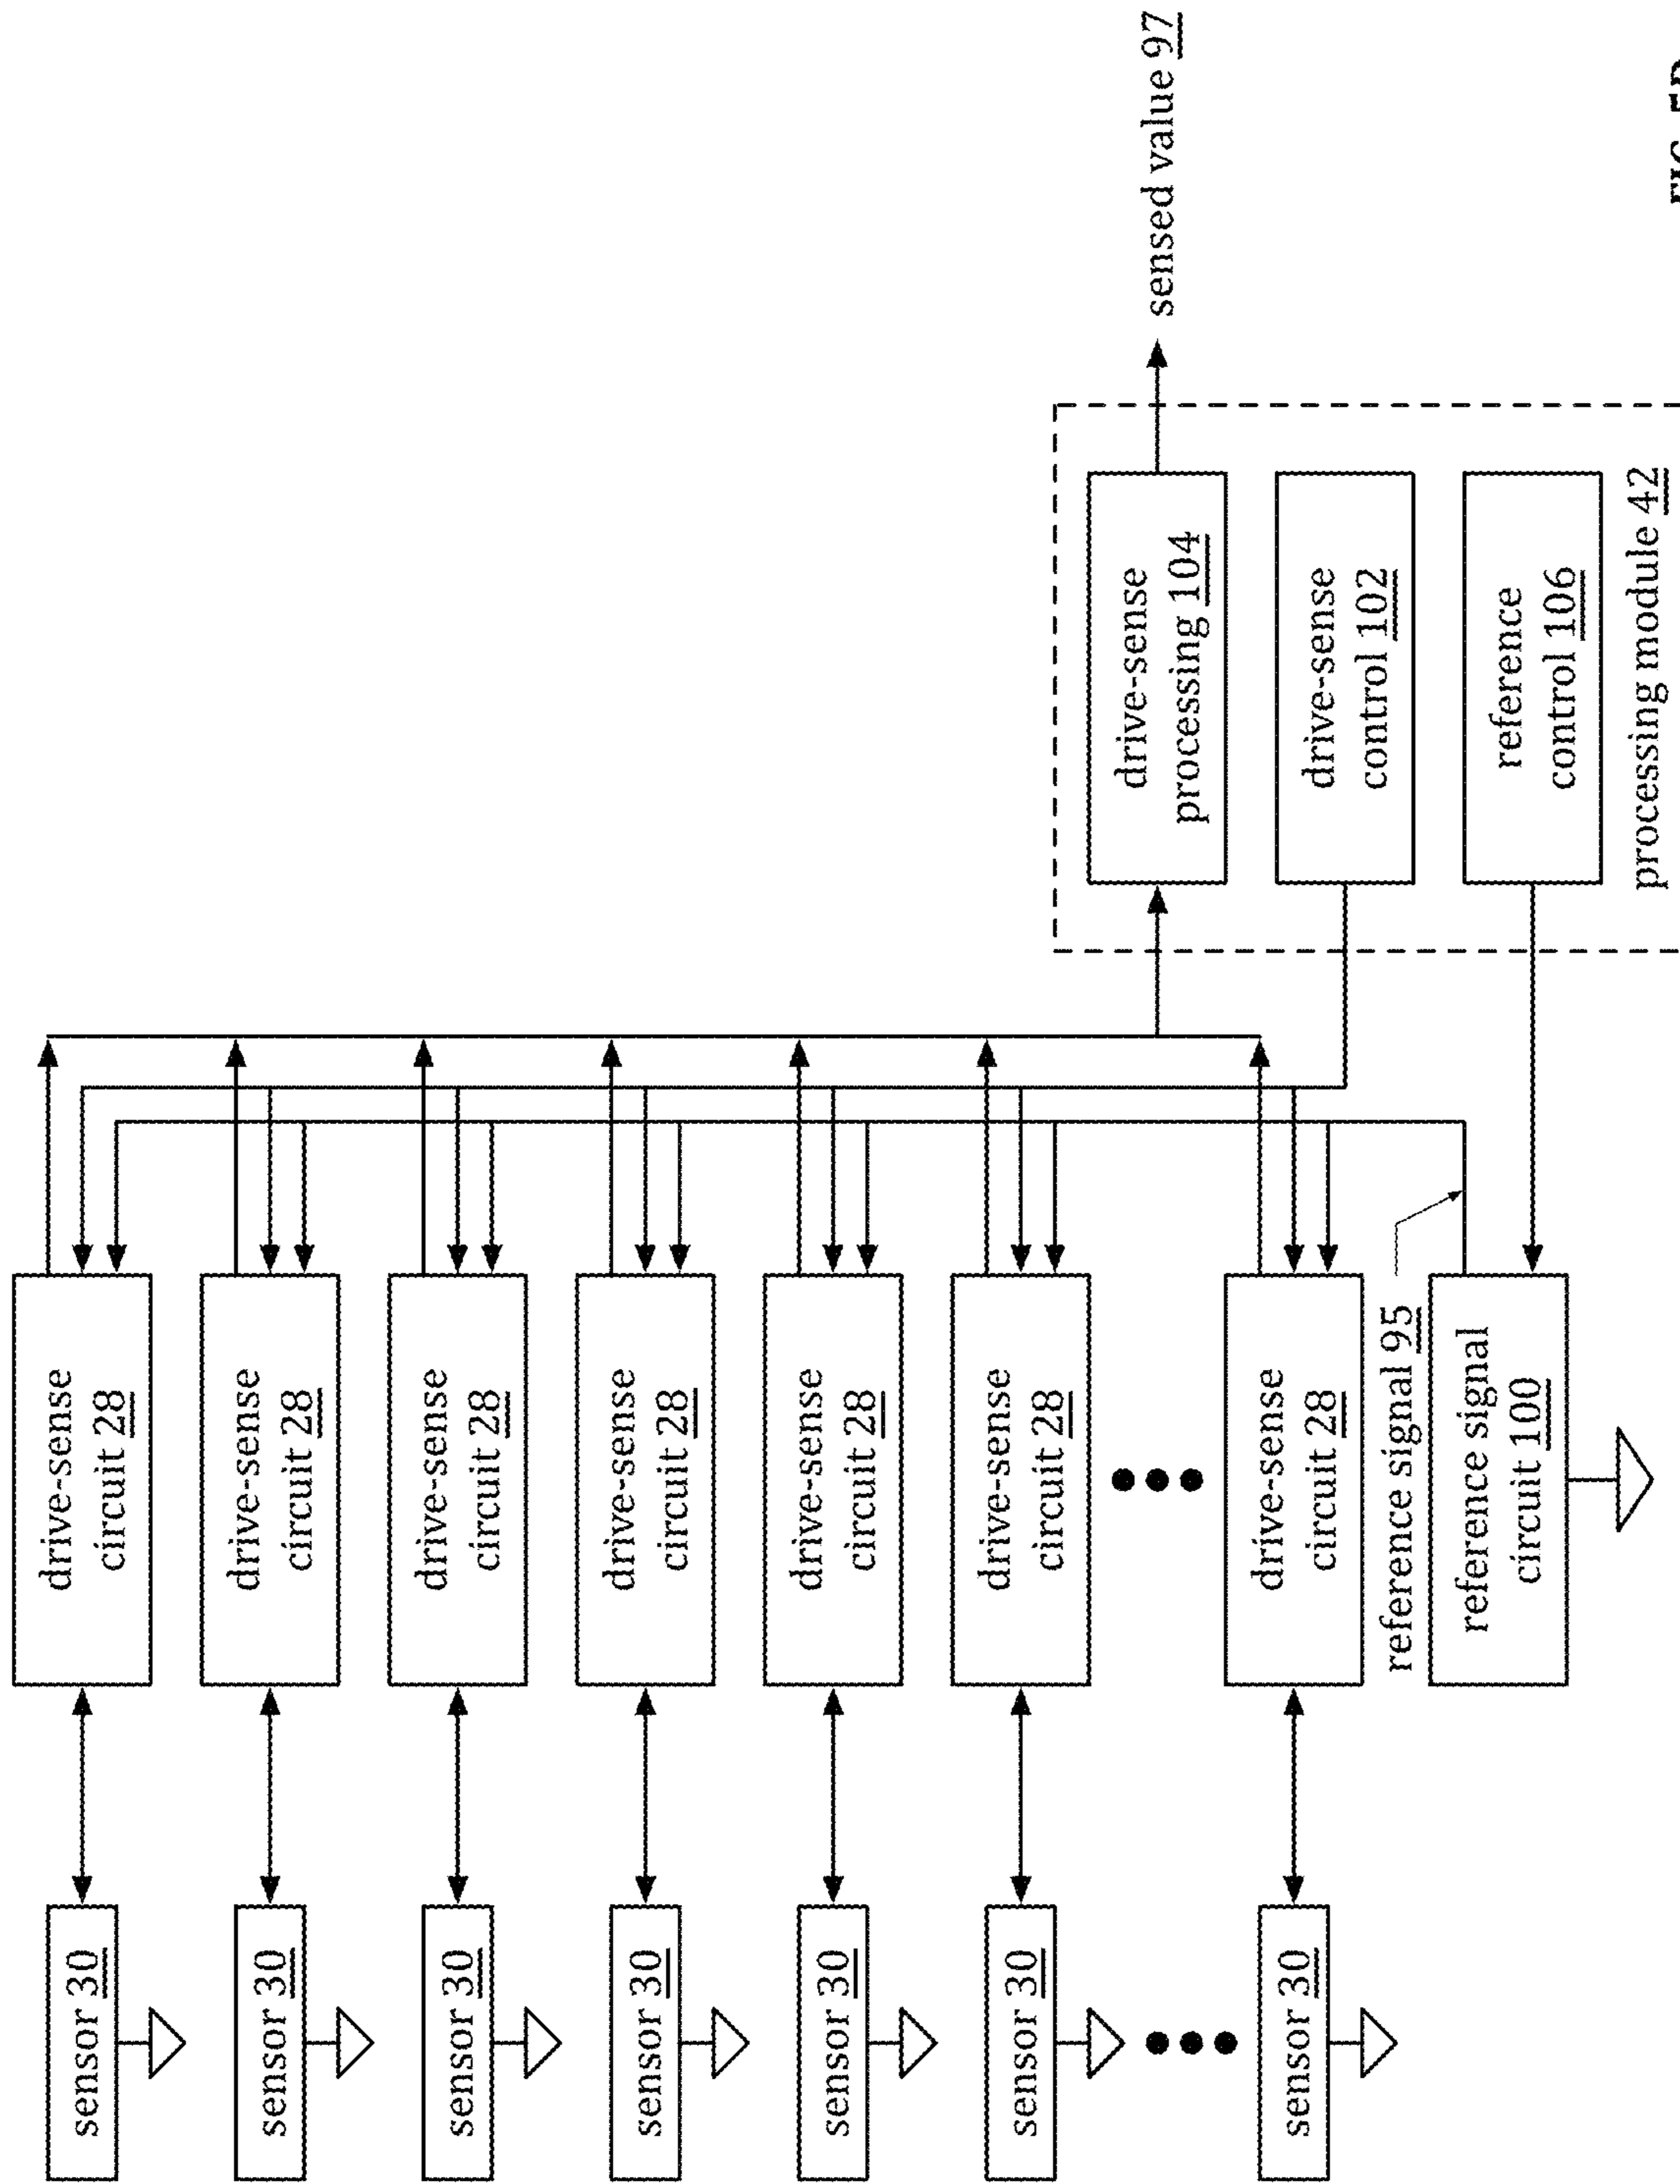 sensor 30
drive-sense
circuit 28
sensor 30
drive-sense
circuit 28
sensor 30
drive-sense
circuit 28
sensor 30
drive-sense
circuit 28
sensor 30
drive-sense
circuit 28
sensor 30
drive-sense
circuit 28
drive-sense
processing 104
sensed value 97
sensor 30
drive-sense
circuit 28
drive-sense
control 102
reference signal 95
reference signal
circuit 100
reference
control 106
processing module 42
FIG.